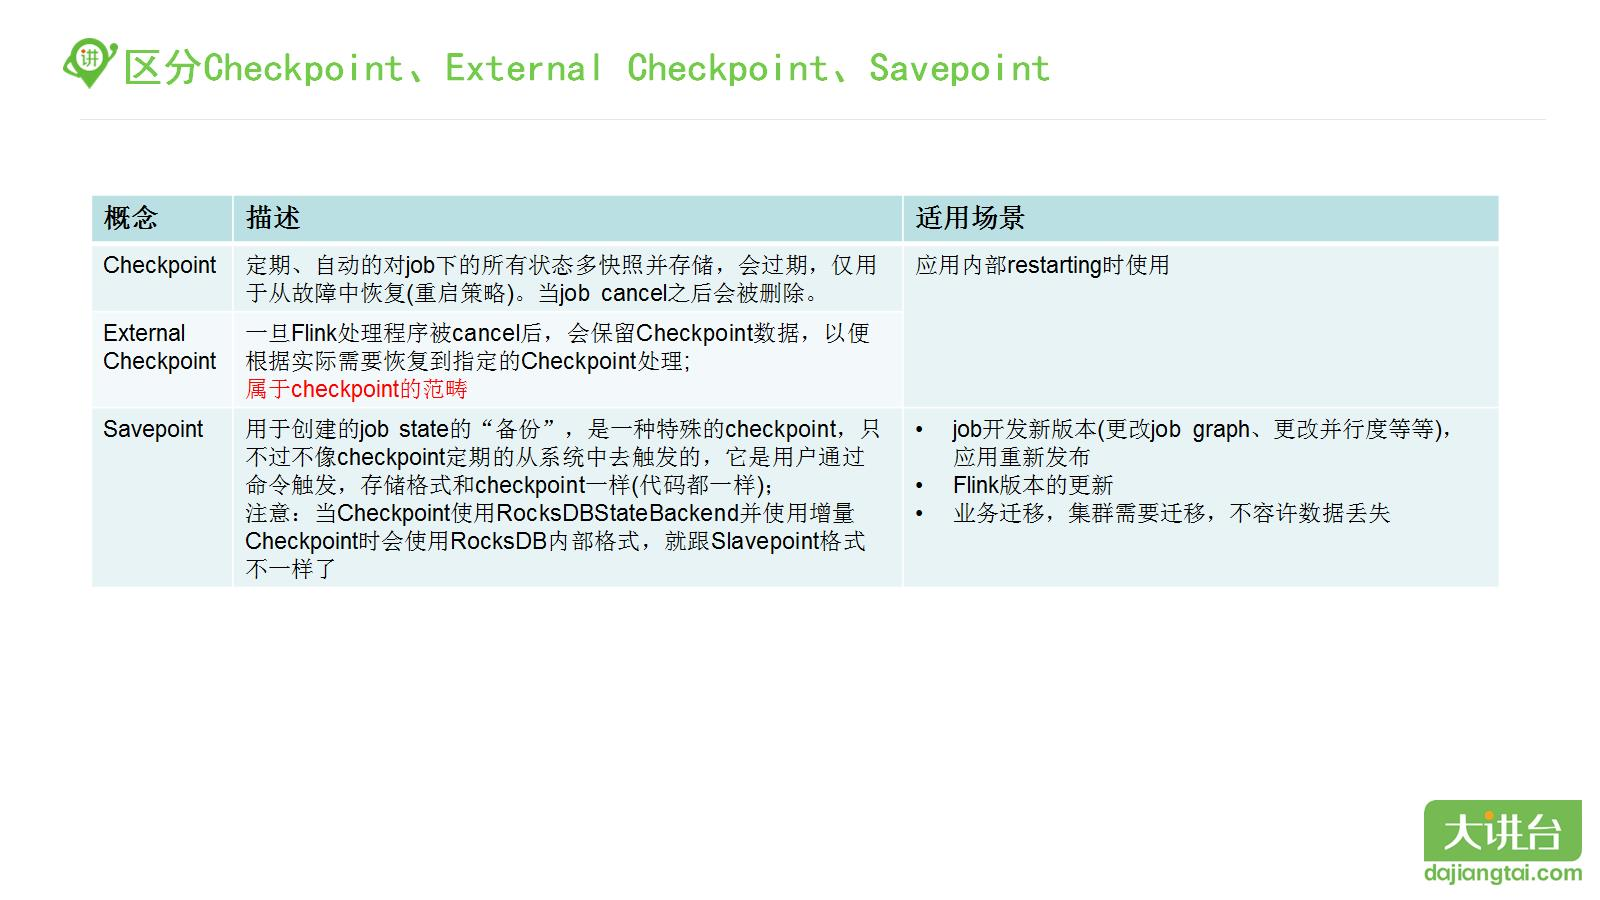 讲
区分Checkpoint、External Checkpoint、Savepoint
概念
描述
适用场景
Checkpoint
定期、自动的对job下的所有状态多快照并存储，会过期，仅用
于从故障中恢复(重启策略)。当job cancel之后会被删除。
应用内部restarting时使用
External
Checkpoint
一旦Flink处理程序被cancel后，会保留Checkpoint数据，以便
根据实际需要恢复到指定的Checkpoint处理;
属于checkpoint的范畴
Savepoint
用于创建的job state的“备份”，是一种特殊的checkpoint，只
不过不像checkpoint定期的从系统中去触发的，它是用户通过
命令触发，存储格式和checkpoint一样(代码都一样)；
注意：当Checkpoint使用RocksDBStateBackend并使用增量
Checkpoint时会使用RocksDB内部格式，就跟Slavepoint格式
不一样了
• job开发新版本(更改job graph、更改并行度等等)，
应用重新发布
• Flink版本的更新
• 业务迁移，集群需要迁移，不容许数据丢失
大讲台
dajiangtai.com